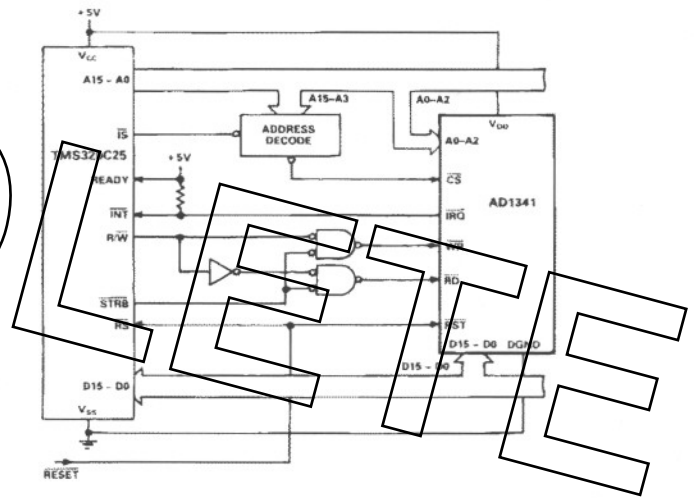 +5V
VCC
A15 - A0
A15-A3
A0-A2
VDD
ADDRESS DECODE
A0-A2
IS
TMS320C25
+5V
READY
CS
AD1341
INT
IRQ
R/W
WR
RD
STRB
RS
RST
D15 - D0
DGND
D15 - D0
D15 - D0
VSS
RESET
LETE